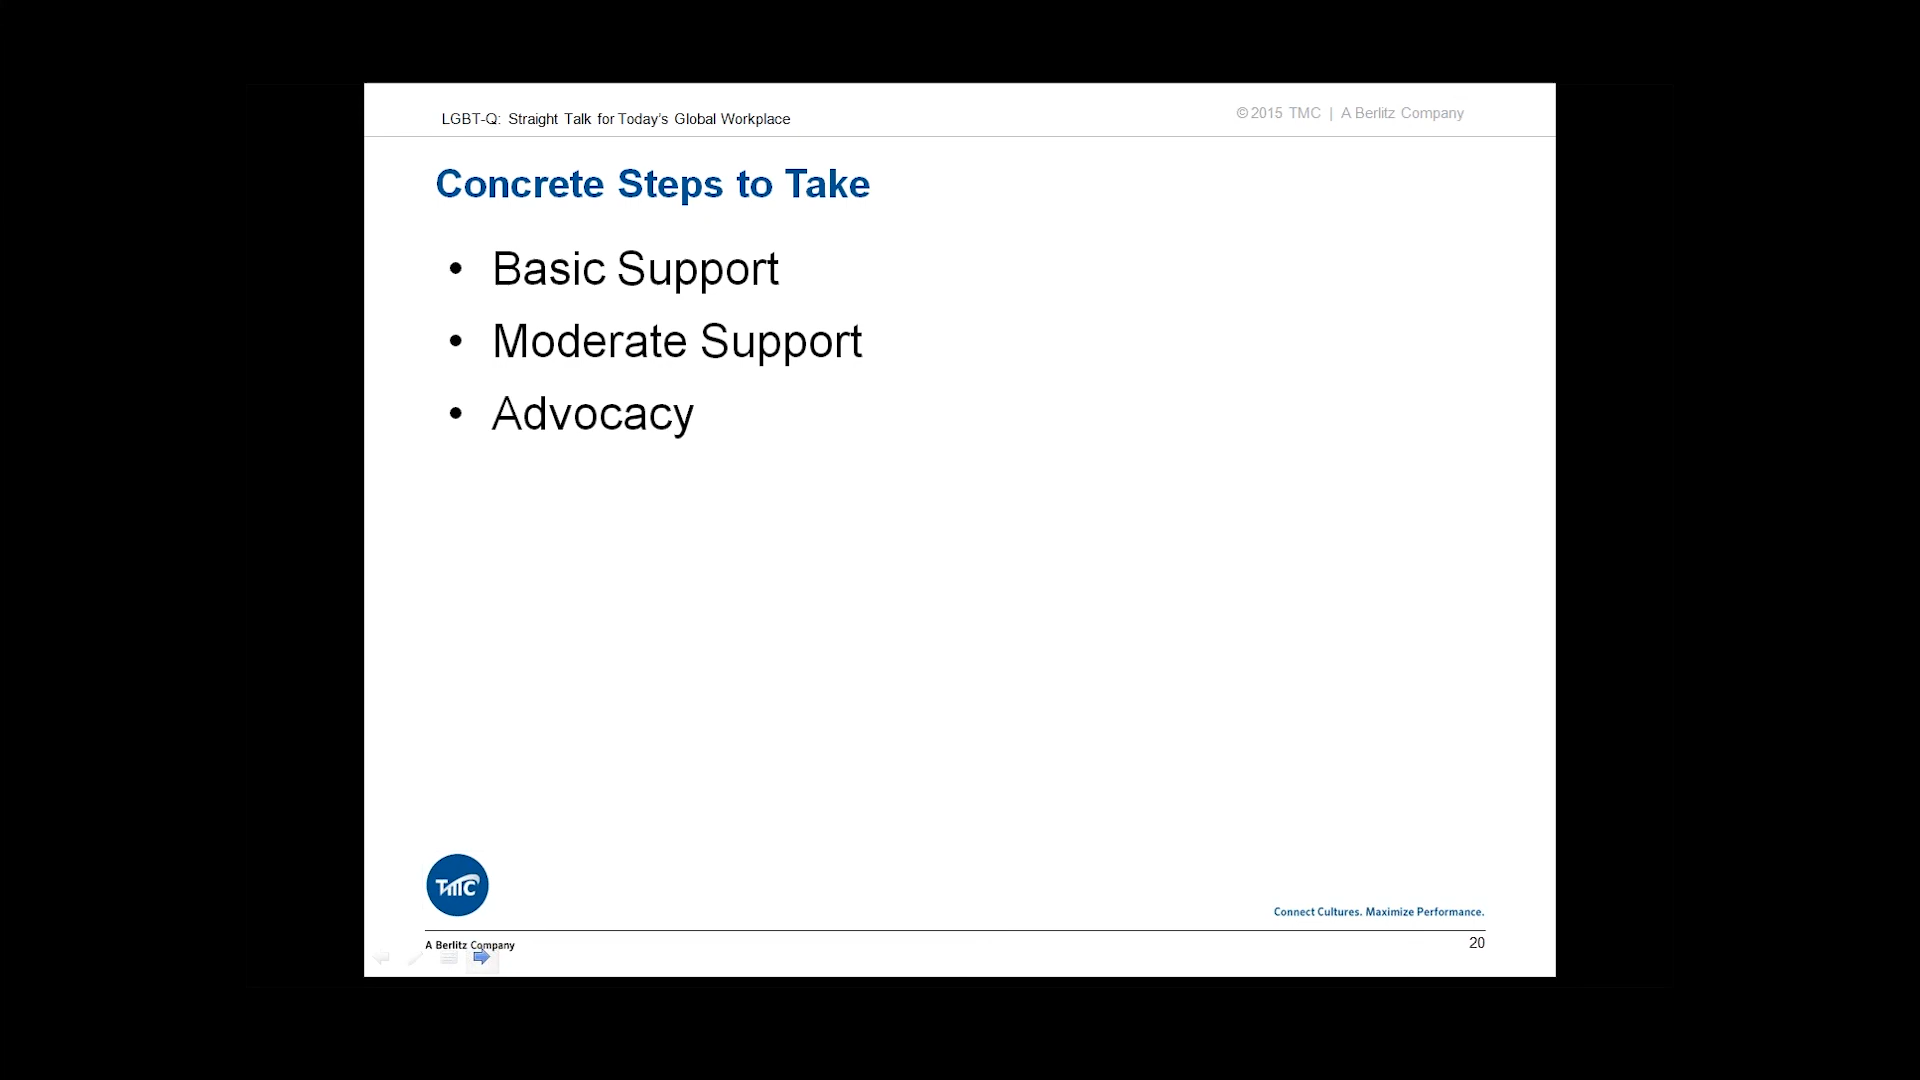 LGBT-Q: Straight Talk for Today's Global Workplace
©2015 TMC | A Berlitz Company
Concrete Steps to Take
• Basic Support
• Moderate Support
• Advocacy
TMC
Connect Cultures. Maximize Performance.
A Berlitz Company
20